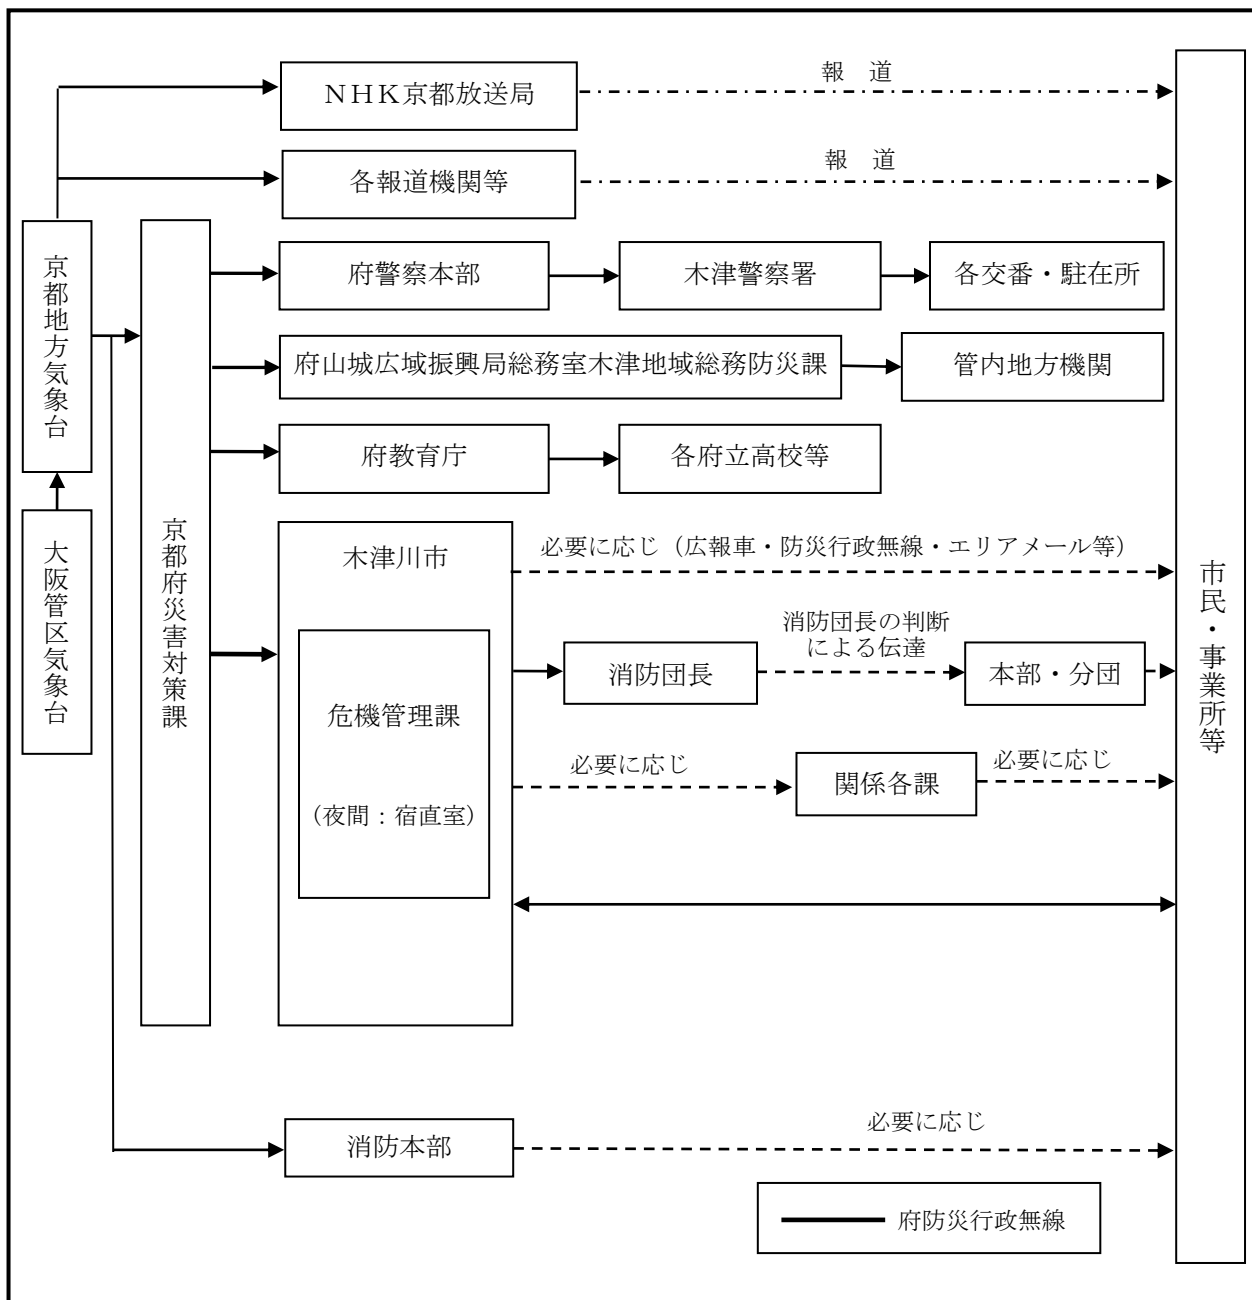 報　道
ＮＨＫ京都放送局
報　道
各報道機関等
京都地方気象台
府警察本部
木津警察署
各交番・駐在所
府山城広域振興局総務室木津地域総務防災課
管内地方機関
府教育庁
各府立高校等
大阪管区気象台
京都府災害対策課
木津川市
必要に応じ（広報車・防災行政無線・エリアメール等）
市民・事業所等
消防団長の判断
による伝達
消防団長
本部・分団
危機管理課
必要に応じ
関係各課
必要に応じ
（夜間：宿直室）
必要に応じ
消防本部
府防災行政無線